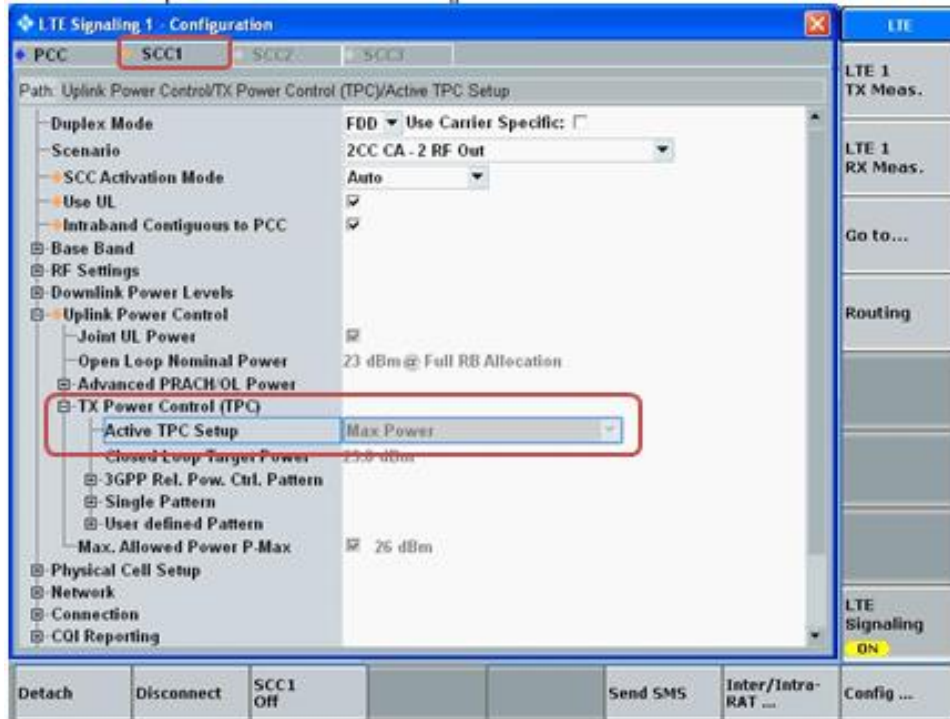 LTE Signaling 1 - Configuration
LTE
PCC SCC1 SCC2 SCC3
Path: Uplink Power Control/TX Power Control (TPC)/Active TPC Setup
Duplex Mode FDD Use Carrier Specific:
Scenario 2CC CA - 2 RF Out
SCC Activation Mode Auto
Use UL
Intraband Contiguous to PCC
Base Band
RF Settings
Downlink Power Levels
Uplink Power Control
Joint UL Power
Open Loop Nominal Power 23 dBm @ Full RB Allocation
Advanced PRACH/OL Power
TX Power Control (TPC)
Active TPC Setup Max Power
Closed Loop Target Power dBm
3GPP Rel. Pow. Ctrl. Pattern
Single Pattern
User defined Pattern
Max. Allowed Power P-Max 26 dBm
Physical Cell Setup
Network
Connection
CQI Reporting
LTE 1
TX Meas.
LTE 1
RX Meas.
Go to...
Routing
LTE
Signaling
ON
Detach
Disconnect
SCC1
Off
Send SMS
Inter/Intra-
RAT ...
Config ...